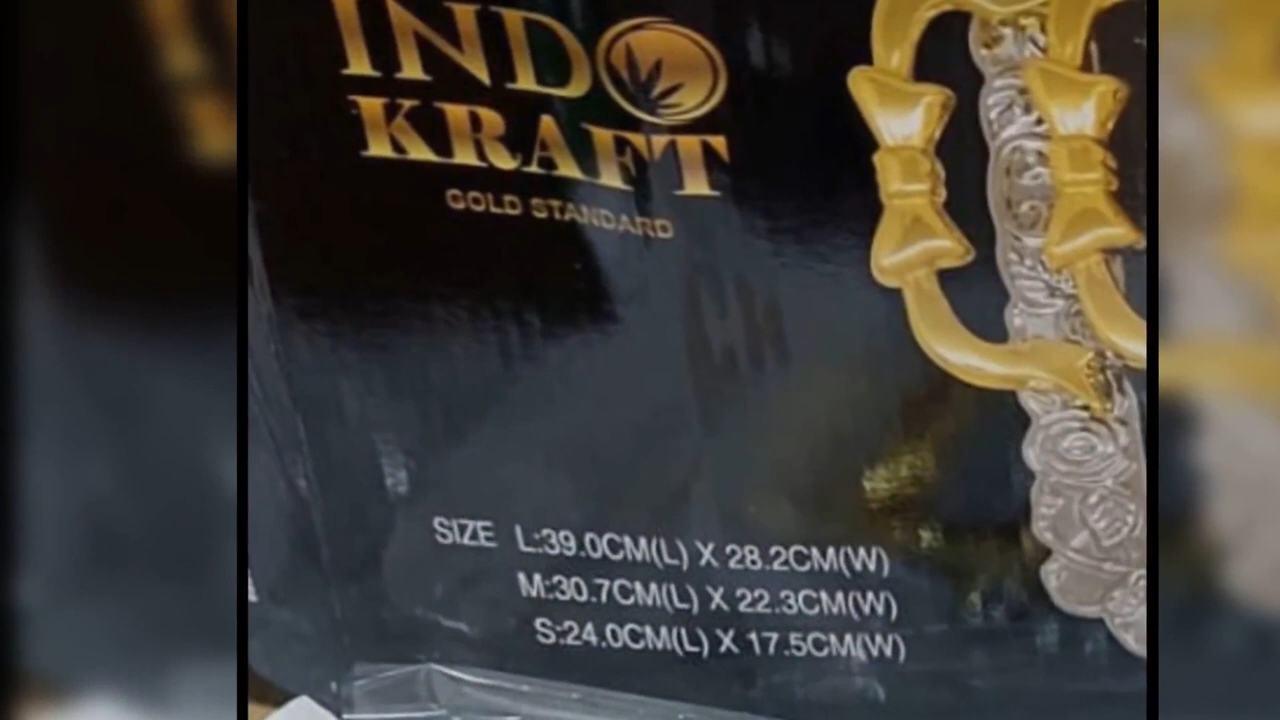 INDO
KRAFT
GOLD STANDARD
SIZE L:39.0CM(L) X 28.2CM(W)
M:30.7CM(L) X 22.3CM(W)
S:24.0CM(L) X 17.5CM(W)